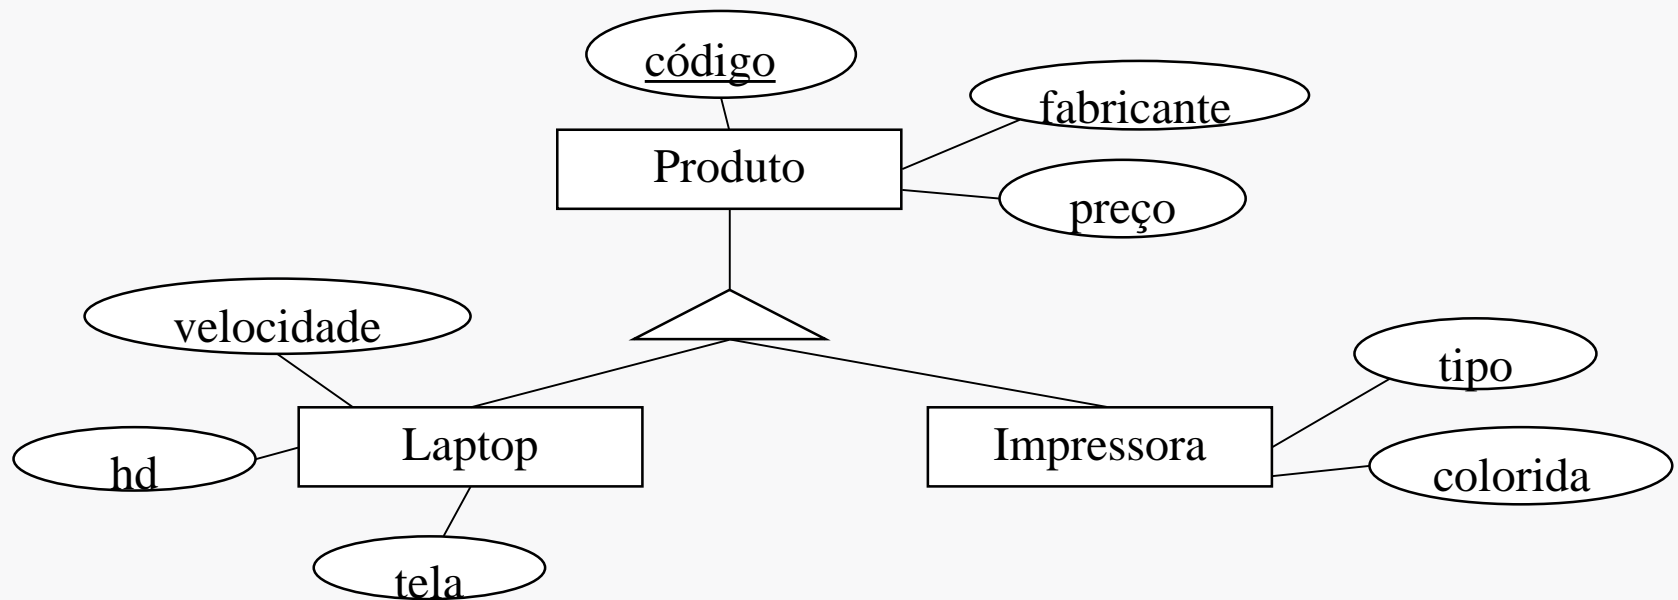 código
fabricante
Produto
preço
velocidade
tipo
Laptop
Impressora
hd
colorida
tela